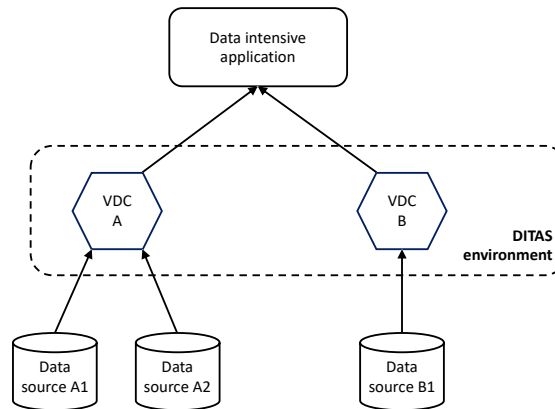 Data intensive
application
VDC
A
VDC
B
DITAS
environment
Data
source A1
Data
source A2
Data
source B1